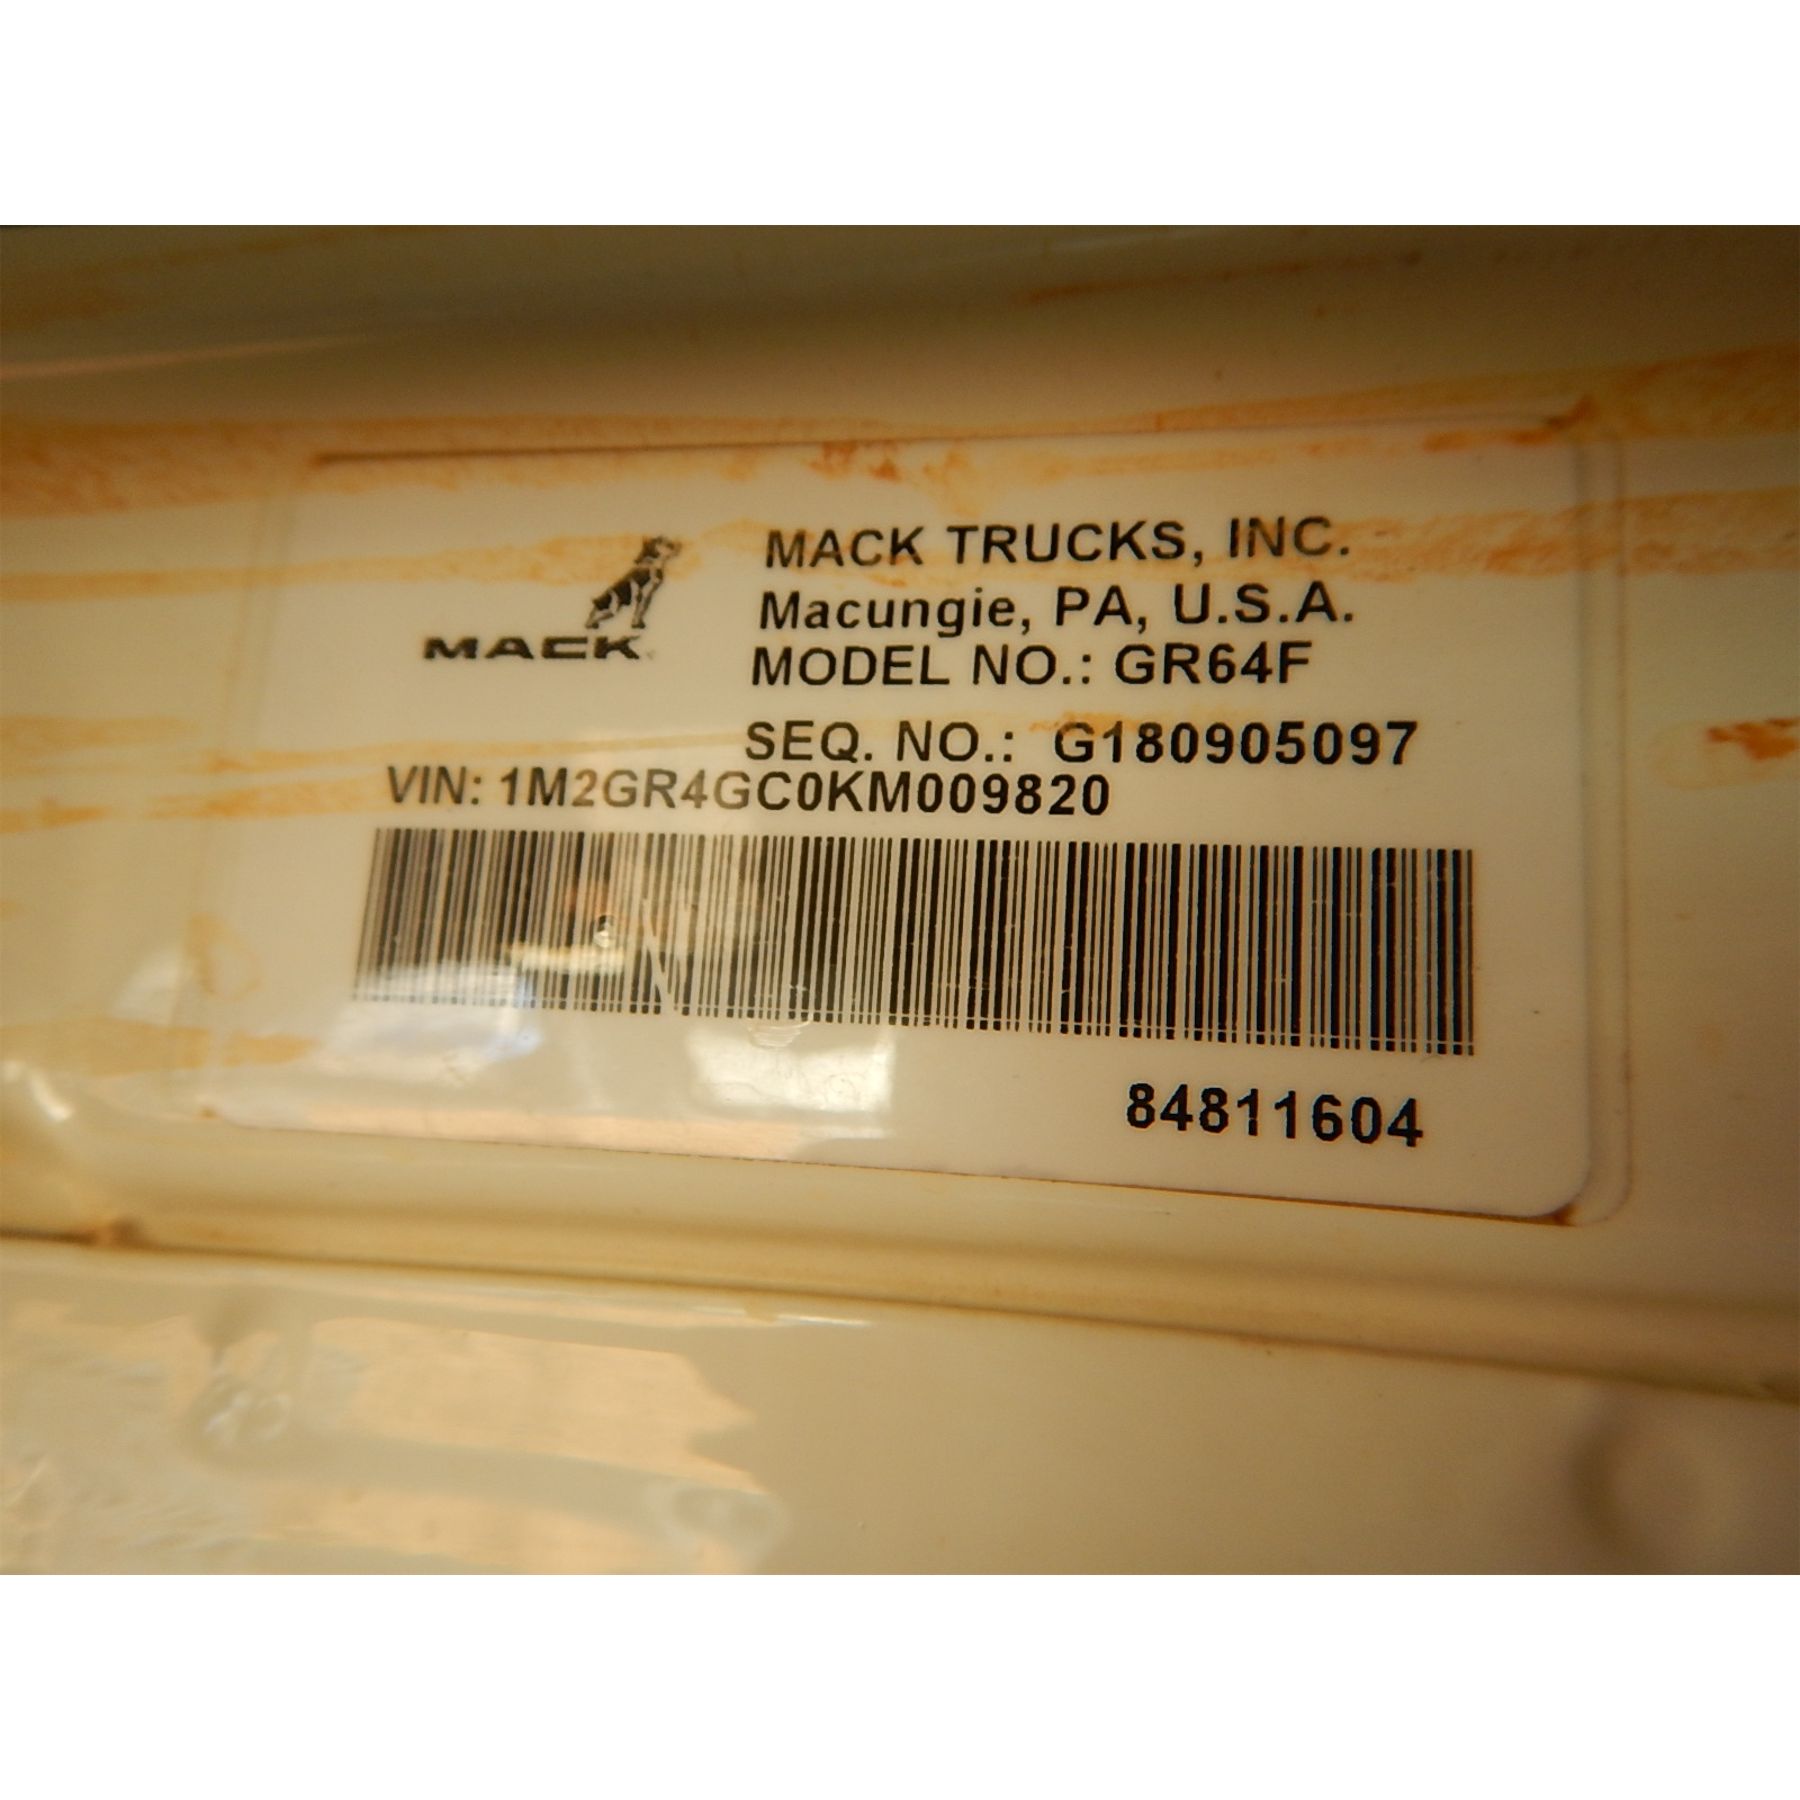 MACK
MACK TRUCKS, INC.
Macungie, PA, U.S.A.
MODEL NO.: GR64F
SEQ. NO.: G180905097
VIN: 1M2GR4GC0KM009820
84811604